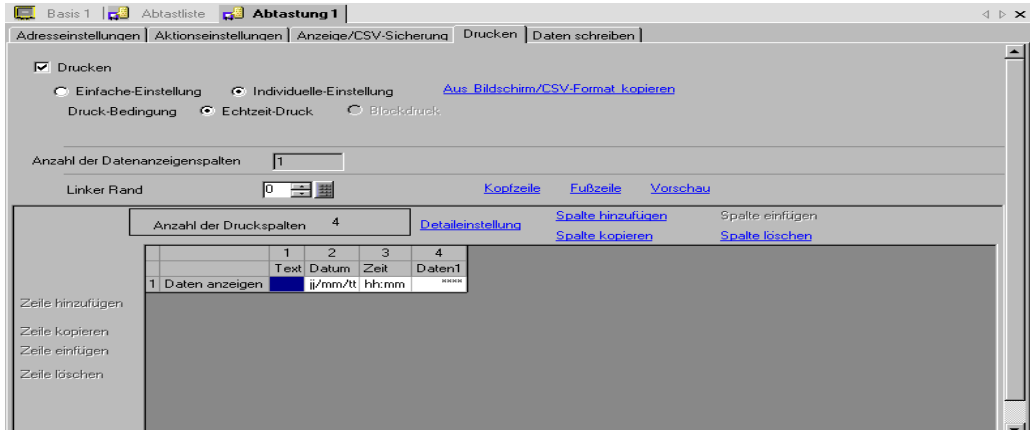 Basis 1 Abtastliste Abtastung 1
Adresseinstellungen Aktionseinstellungen Anzeige/CSV-Sicherung Drucken Daten schreiben
Drucken
Einfache-Einstellung Individuelle-Einstellung Aus Bildschirm/CSV-Format kopieren
Druck-Bedingung Echtzeit-Druck Blockdruck
Anzahl der Datenanzeigenspalten 1
Linker Rand 0 Kopfzeile Fußzeile Vorschau
Anzahl der Druckspalten 4 Detaileinstellung Spalte hinzufügen Spalte einfügen
Spalte kopieren Spalte löschen
1 2 3 4
Text Datum Zeit Daten1
1 Daten anzeigen jj/mm/tt hh:mm ****
Zeile hinzufügen
Zeile kopieren
Zeile einfügen
Zeile löschen